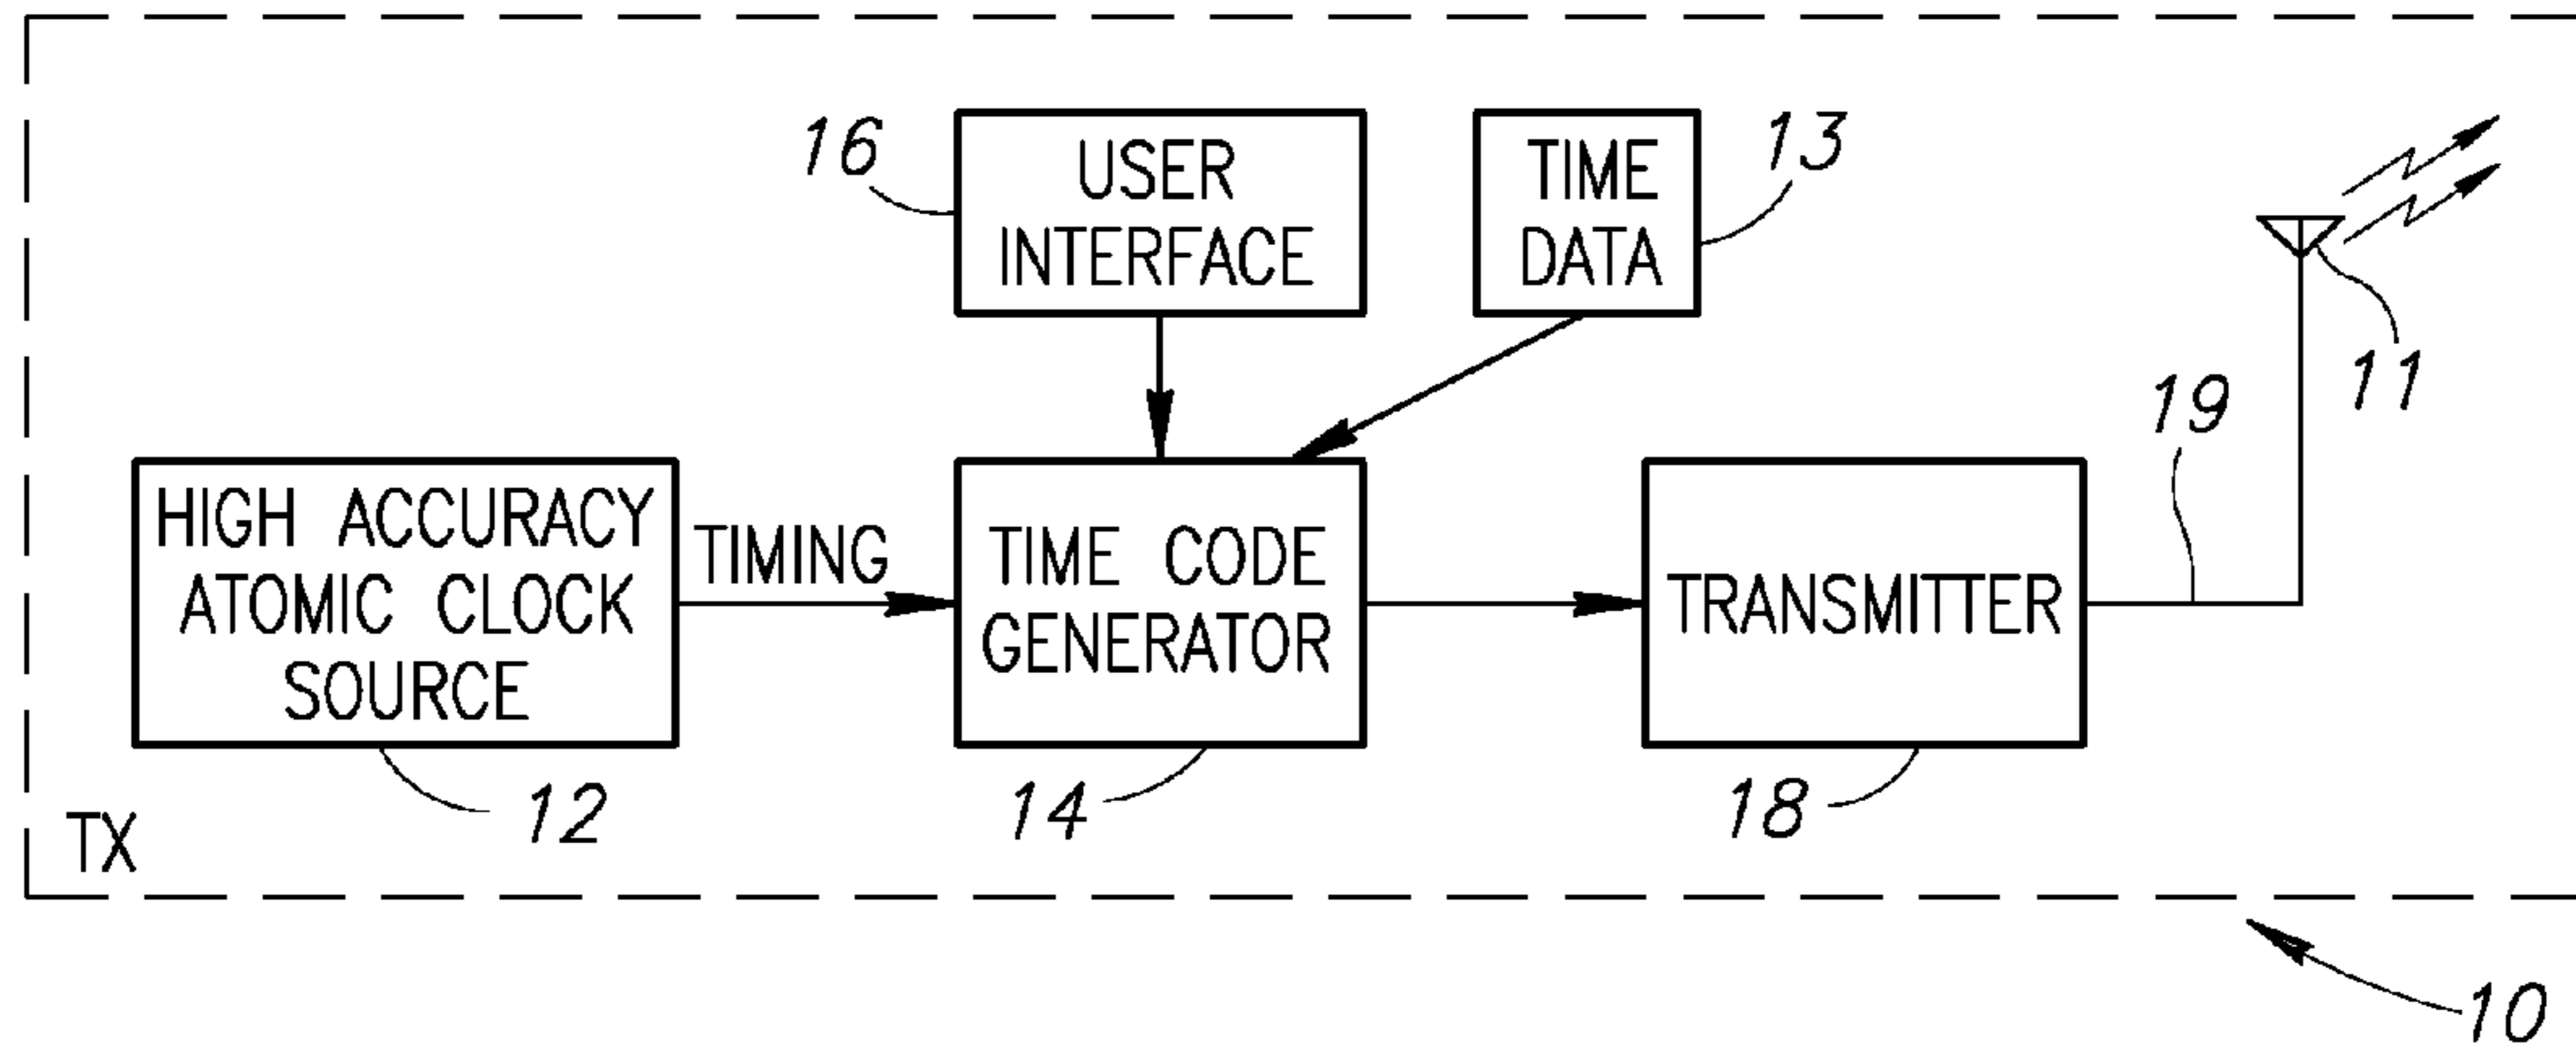 16
USER
INTERFACE
TIME
DATA
13
11
19
HIGH ACCURACY
ATOMIC CLOCK
SOURCE
TIMING
TIME CODE
GENERATOR
TRANSMITTER
12
14
18
TX
10